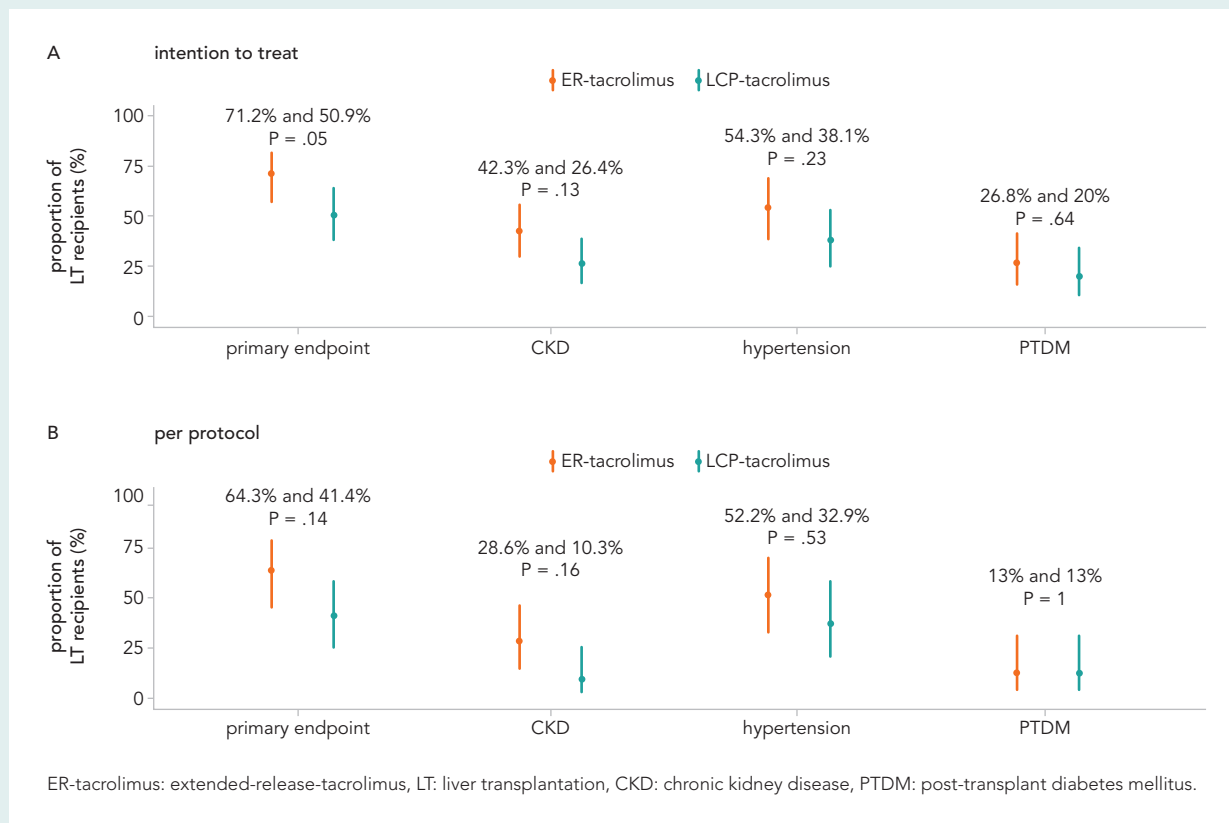 A intention to treat
ER-tacrolimus LCP-tacrolimus
proportion of
LT recipients (%)
100
75
50
25
0
71.2% and 50.9%
P = .05
42.3% and 26.4%
P = .13
54.3% and 38.1%
P = .23
26.8% and 20%
P = .64
primary endpoint CKD hypertension PTDM
B per protocol
ER-tacrolimus LCP-tacrolimus
proportion of
LT recipients (%)
100
75
50
25
0
64.3% and 41.4%
P = .14
28.6% and 10.3%
P = .16
52.2% and 32.9%
P = .53
13% and 13%
P = 1
primary endpoint CKD hypertension PTDM
ER-tacrolimus: extended-release-tacrolimus, LT: liver transplantation, CKD: chronic kidney disease, PTDM: post-transplant diabetes mellitus.